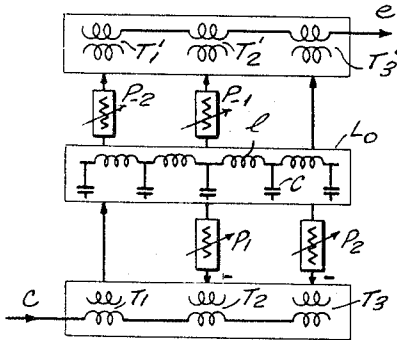 e
T₁' T₂' T₃'
P-2 P-1
l L₀
C
P₁ P₂
- -
C T₁ T₂ T₃